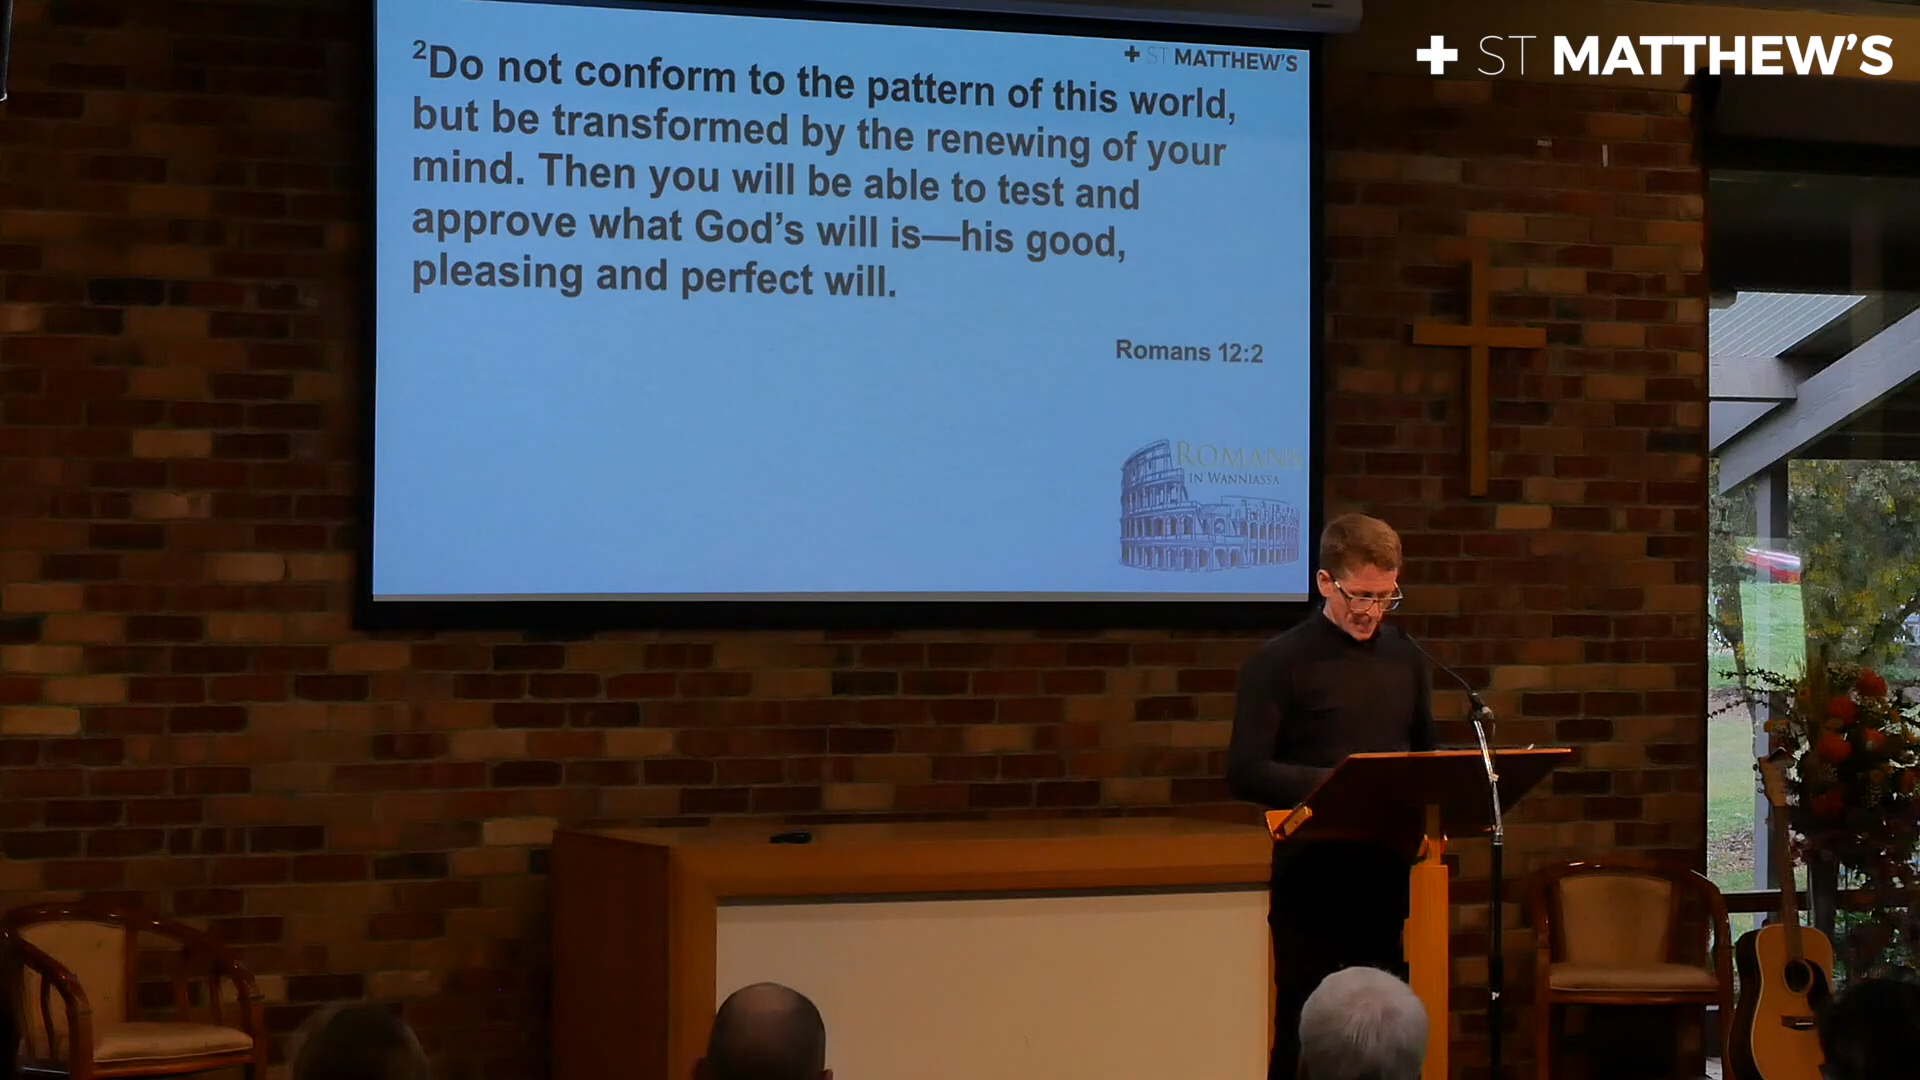 ✚ ST MATTHEW'S
✚ ST MATTHEW'S
²Do not conform to the pattern of this world,
but be transformed by the renewing of your
mind. Then you will be able to test and
approve what God's will is—his good,
pleasing and perfect will.
Romans 12:2
ROMANS
IN WANNIASSA